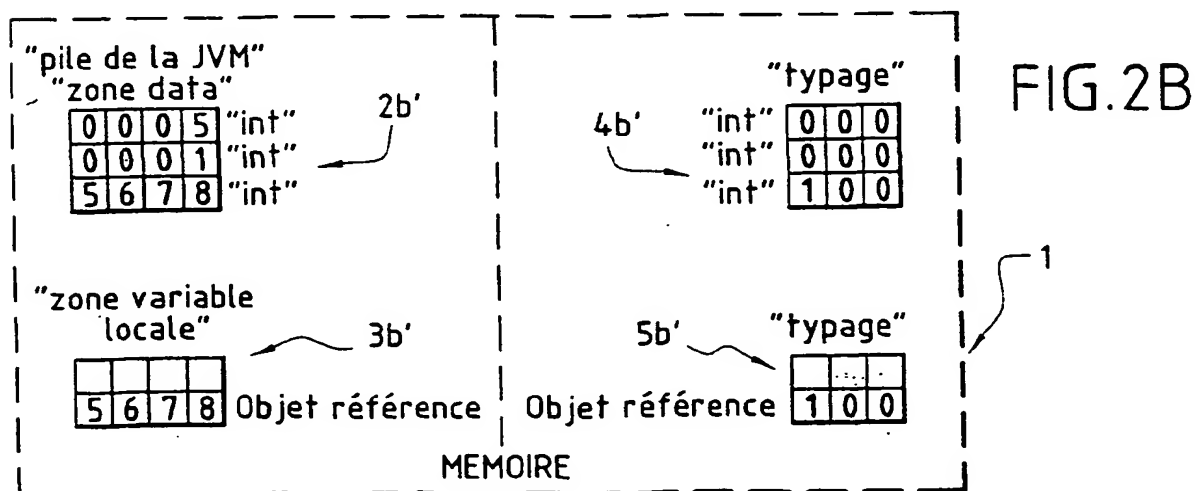 "pile de la JVM"
"zone data"
0 0 0 5 "int"
0 0 0 1 "int"
5 6 7 8 "int"
2b'
"typage"
"int" 0 0 0
"int" 0 0 0
"int" 1 0 0
4b'
FIG.2B
1
"zone variable
locale"
3b'
5 6 7 8 Objet référence
"typage"
5b'
Objet référence 1 0 0
MEMOIRE